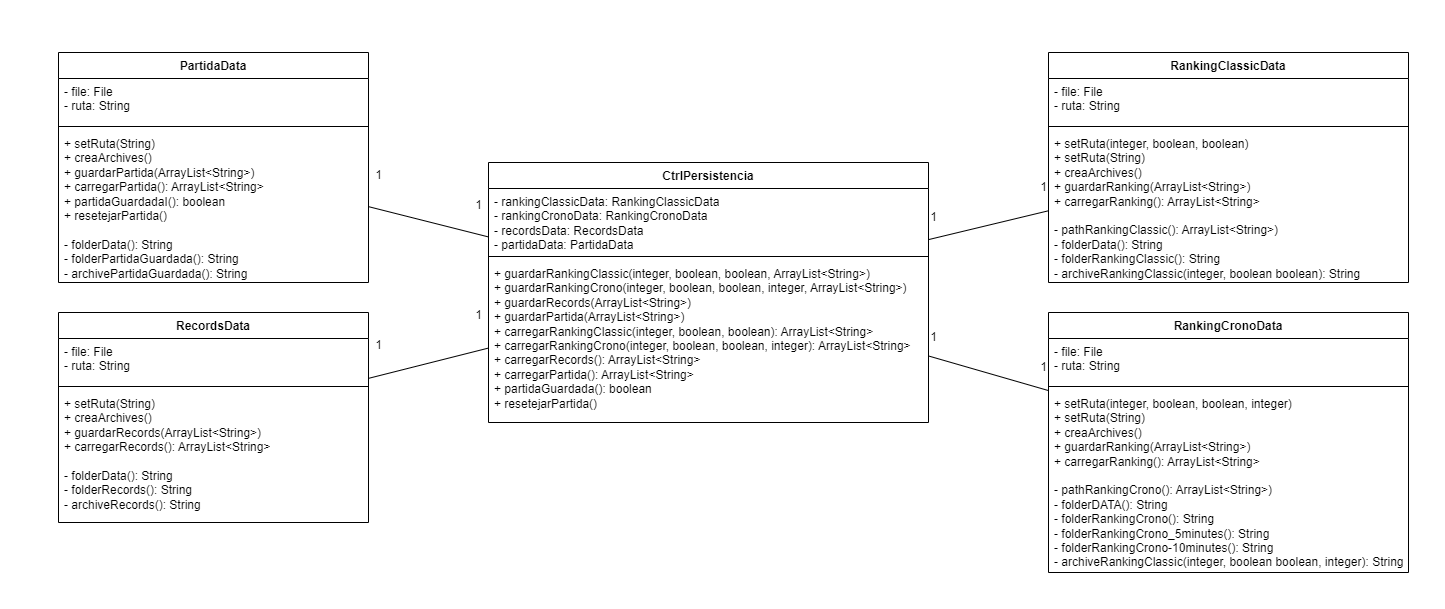 PartidaData
- file: File
- ruta: String
+ setRuta(String)
+ creaArchives()
+ guardarPartida(ArrayList<String>)
+ carregarPartida(): ArrayList<String>
+ partidaGuardadal(): boolean
+ resetejarPartida()
- folderData(): String
- folderPartidaGuardada(): String
- archivePartidaGuardada(): String
1
1
RecordsData
- file: File
- ruta: String
+ setRuta(String)
+ creaArchives()
+ guardarRecords(ArrayList<String>)
+ carregarRecords(): ArrayList<String>
- folderData(): String
- folderRecords(): String
- archiveRecords(): String
1
1
CtrlPersistencia
- rankingClassicData: RankingClassicData
- rankingCronoData: RankingCronoData
- recordsData: RecordsData
- partidaData: PartidaData
+ guardarRankingClassic(integer, boolean, boolean, ArrayList<String>)
+ guardarRankingCrono(integer, boolean, boolean, integer, ArrayList<String>)
+ guardarRecords(ArrayList<String>)
+ guardarPartida(ArrayList<String>)
+ carregarRankingClassic(integer, boolean, boolean): ArrayList<String>
+ carregarRankingCrono(integer, boolean, boolean, integer): ArrayList<String>
+ carregarRecords(): ArrayList<String>
+ carregarPartida(): ArrayList<String>
+ partidaGuardada(): boolean
+ resetejarPartida()
1
1
RankingClassicData
- file: File
- ruta: String
+ setRuta(integer, boolean, boolean)
+ setRuta(String)
+ creaArchives()
+ guardarRanking(ArrayList<String>)
+ carregarRanking(): ArrayList<String>
- pathRankingClassic(): ArrayList<String>)
- folderData(): String
- folderRankingClassic(): String
- archiveRankingClassic(integer, boolean boolean): String
1
1
RankingCronoData
- file: File
- ruta: String
+ setRuta(integer, boolean, boolean, integer)
+ setRuta(String)
+ creaArchives()
+ guardarRanking(ArrayList<String>)
+ carregarRanking(): ArrayList<String>
- pathRankingCrono(): ArrayList<String>)
- folderDATA(): String
- folderRankingCrono(): String
- folderRankingCrono_5minutes(): String
- folderRankingCrono-10minutes(): String
- archiveRankingClassic(integer, boolean boolean, integer): String